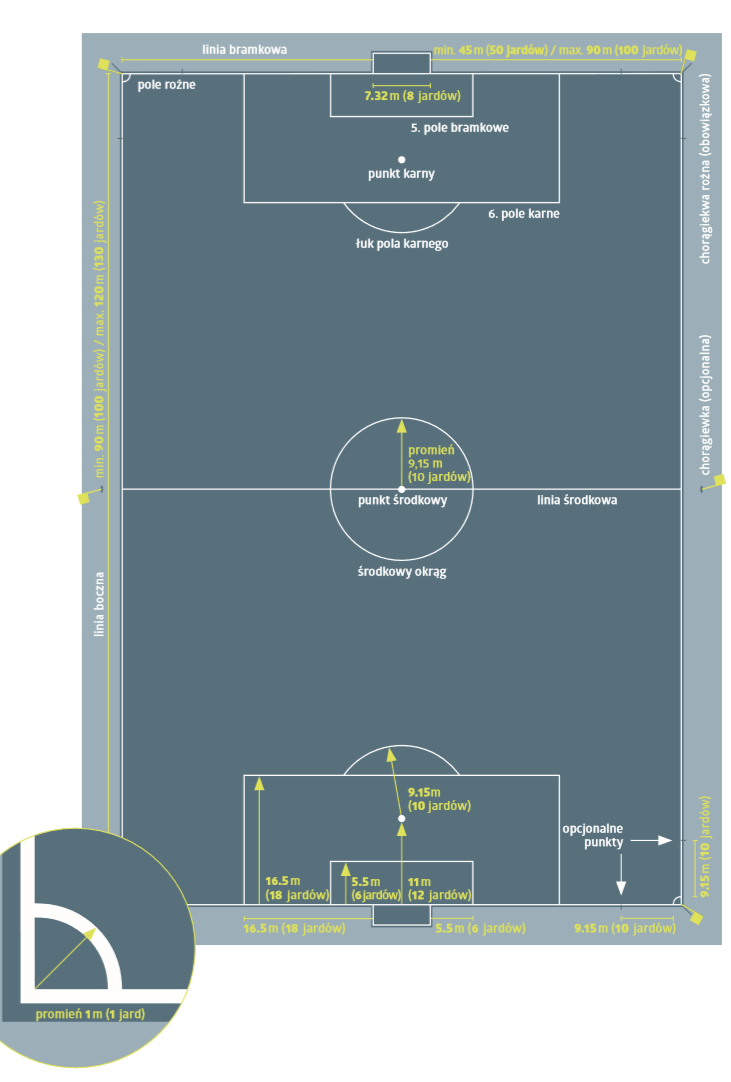 linia bramkowa
min. 45 m (50 jardów) / max. 90 m (100 jardów)
pole rożne
7.32 m (8 jardów)
5. pole bramkowe
punkt karny
6. pole karne
łuk pola karnego
chorągiekwa rożna (obowiązkowa)
min. 90 m (100 jardów) / max. 120 m (130 jardów)
chorągiewka (opcjonalna)
promień
9,15 m
(10 jardów)
punkt środkowy
linia środkowa
środkowy okrąg
linia boczna
9.15m
(10 jardów)
opcjonalne
punkty
9.15 m (10 jardów)
16.5 m
(18 jardów)
5.5 m
(6 jardów)
11 m
(12 jardów)
16.5 m (18 jardów)
5.5 m (6 jardów)
9.15 m (10 jardów)
promień 1 m (1 jard)